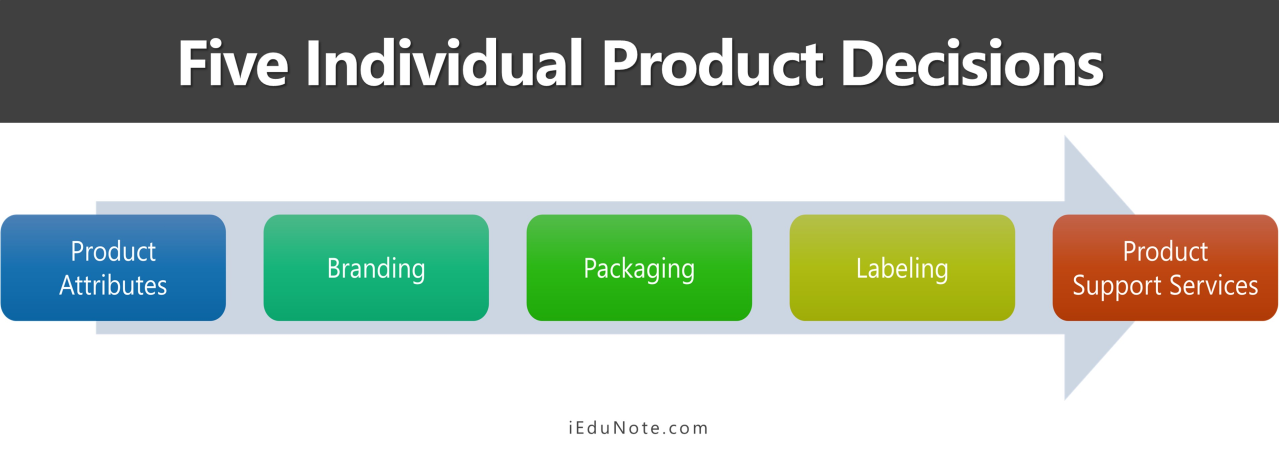 Five Individual Product Decisions
Product
Attributes
Branding
Packaging
Labeling
Product
Support Services
iEduNote.com